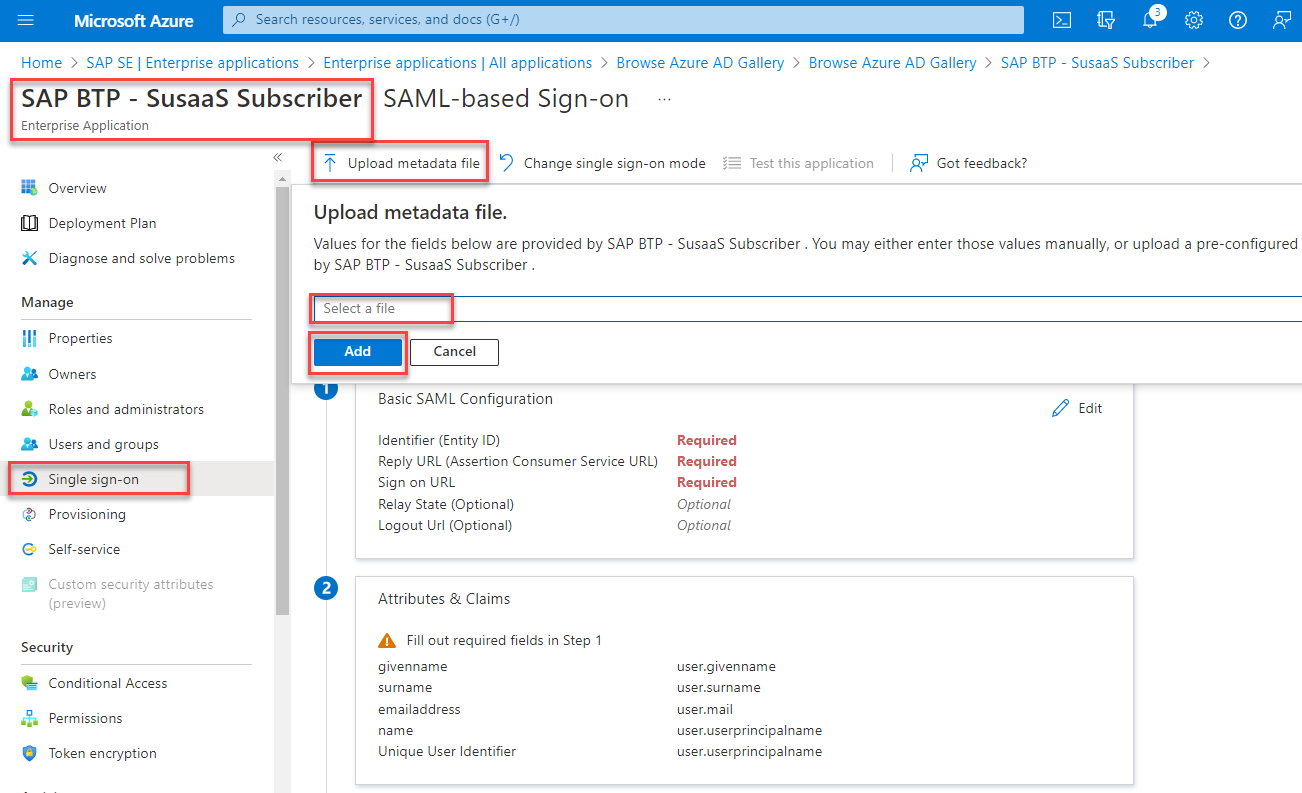 Microsoft Azure
Search resources, services, and docs (G+/)
3
Home > SAP SE | Enterprise applications > Enterprise applications | All applications > Browse Azure AD Gallery > Browse Azure AD Gallery > SAP BTP - SusaaS Subscriber >
SAP BTP - SusaaS Subscriber SAML-based Sign-on ...
Enterprise Application
«
Overview
Deployment Plan
Diagnose and solve problems
Manage
Properties
Owners
Roles and administrators
Users and groups
Single sign-on
Provisioning
Self-service
Custom security attributes
(preview)
Security
Conditional Access
Permissions
Token encryption
Upload metadata file Change single sign-on mode Test this application | Got feedback?
Upload metadata file.
Values for the fields below are provided by SAP BTP - SusaaS Subscriber . You may either enter those values manually, or upload a pre-configured
by SAP BTP - SusaaS Subscriber .
Select a file
Add Cancel
1
Basic SAML Configuration
Edit
Identifier (Entity ID) Required
Reply URL (Assertion Consumer Service URL) Required
Sign on URL Required
Relay State (Optional) Optional
Logout Url (Optional) Optional
2
Attributes & Claims
Fill out required fields in Step 1
givenname user.givenname
surname user.surname
emailaddress user.mail
name user.userprincipalname
Unique User Identifier user.userprincipalname